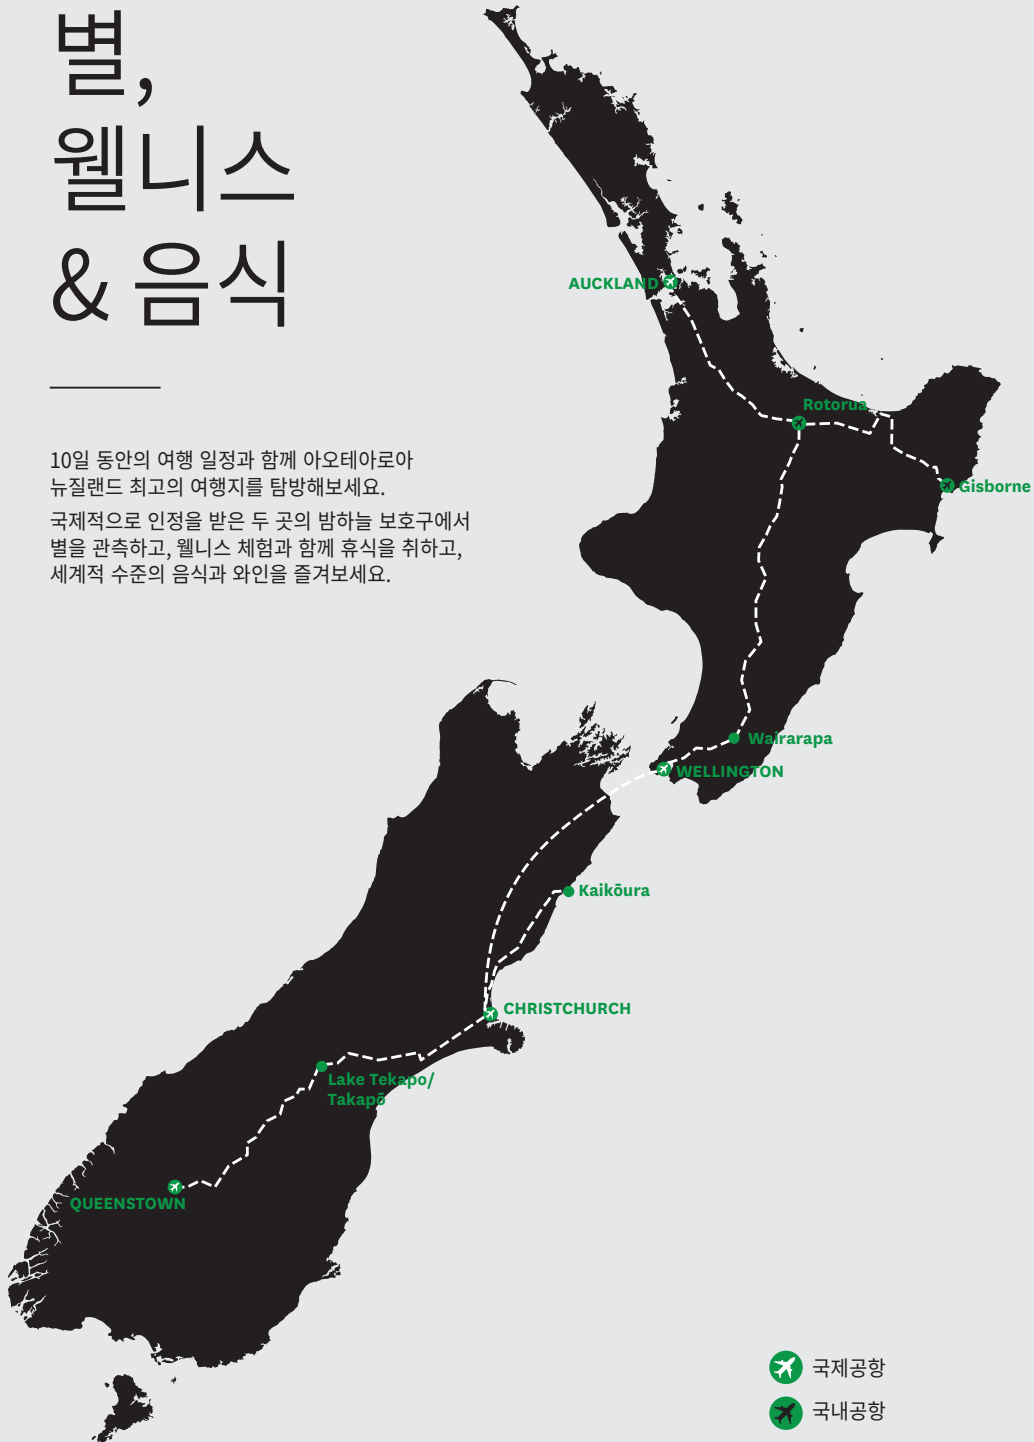 별,
웰니스
& 음식
10일 동안의 여행 일정과 함께 아오테아로아
뉴질랜드 최고의 여행지를 탐방해보세요.
국제적으로 인정을 받은 두 곳의 밤하늘 보호구에서
별을 관측하고, 웰니스 체험과 함께 휴식을 취하고,
세계적 수준의 음식과 와인을 즐겨보세요.
AUCKLAND
Rotorua
Gisborne
Wairarapa
WELLINGTON
Kaikōura
CHRISTCHURCH
Lake Tekapo/
Takapō
QUEENSTOWN
국제공항
국내공항